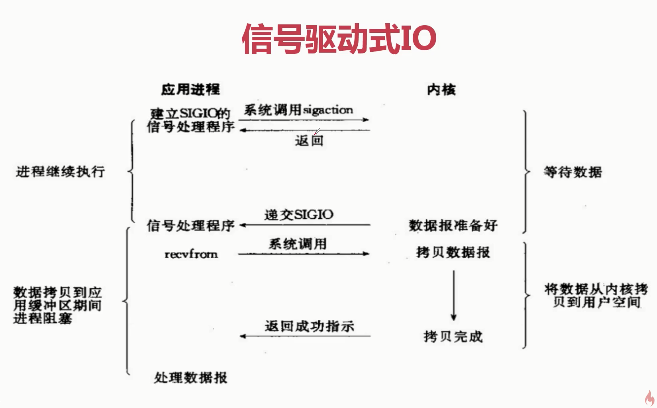 信号驱动式IO
应用进程
内核
建立SIGIO的
信号处理程序
系统调用sigaction
返回
进程继续执行
等待数据
信号处理程序
递交SIGIO
数据报准备好
recvfrom
系统调用
拷贝数据报
数据拷贝到应
用缓冲区期间
进程阻塞
将数据从内核拷
贝到用户空间
返回成功指示
拷贝完成
处理数据报